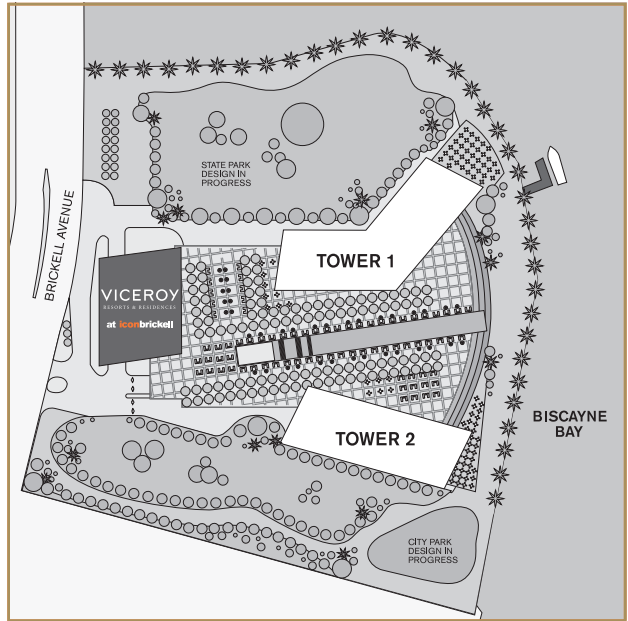 STATE PARK
DESIGN IN
PROGRESS
BRICKELL AVENUE
TOWER 1
VICEROY
RESORTS & RESIDENCES
at iconbrickell
BISCAYNE
BAY
TOWER 2
CITY PARK
DESIGN IN
PROGRESS